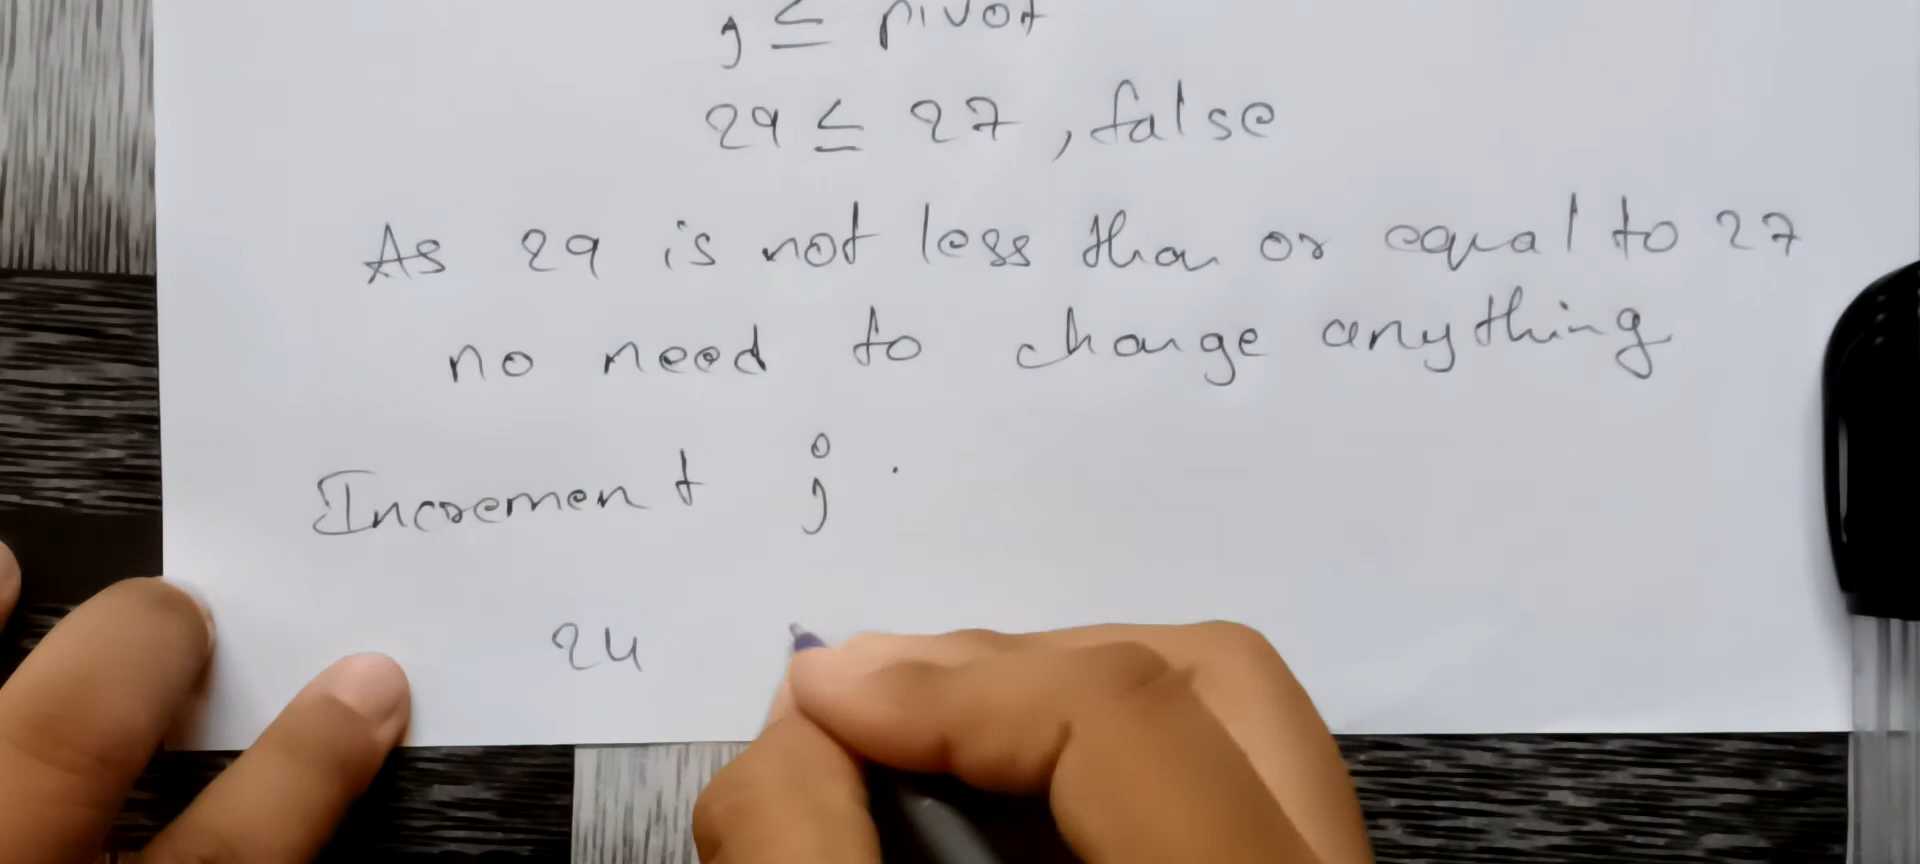 j ≤ pivot
29 ≤ 27 , false
As 29 is not less than or equal to 27
no need to change anything
Increment j .
24